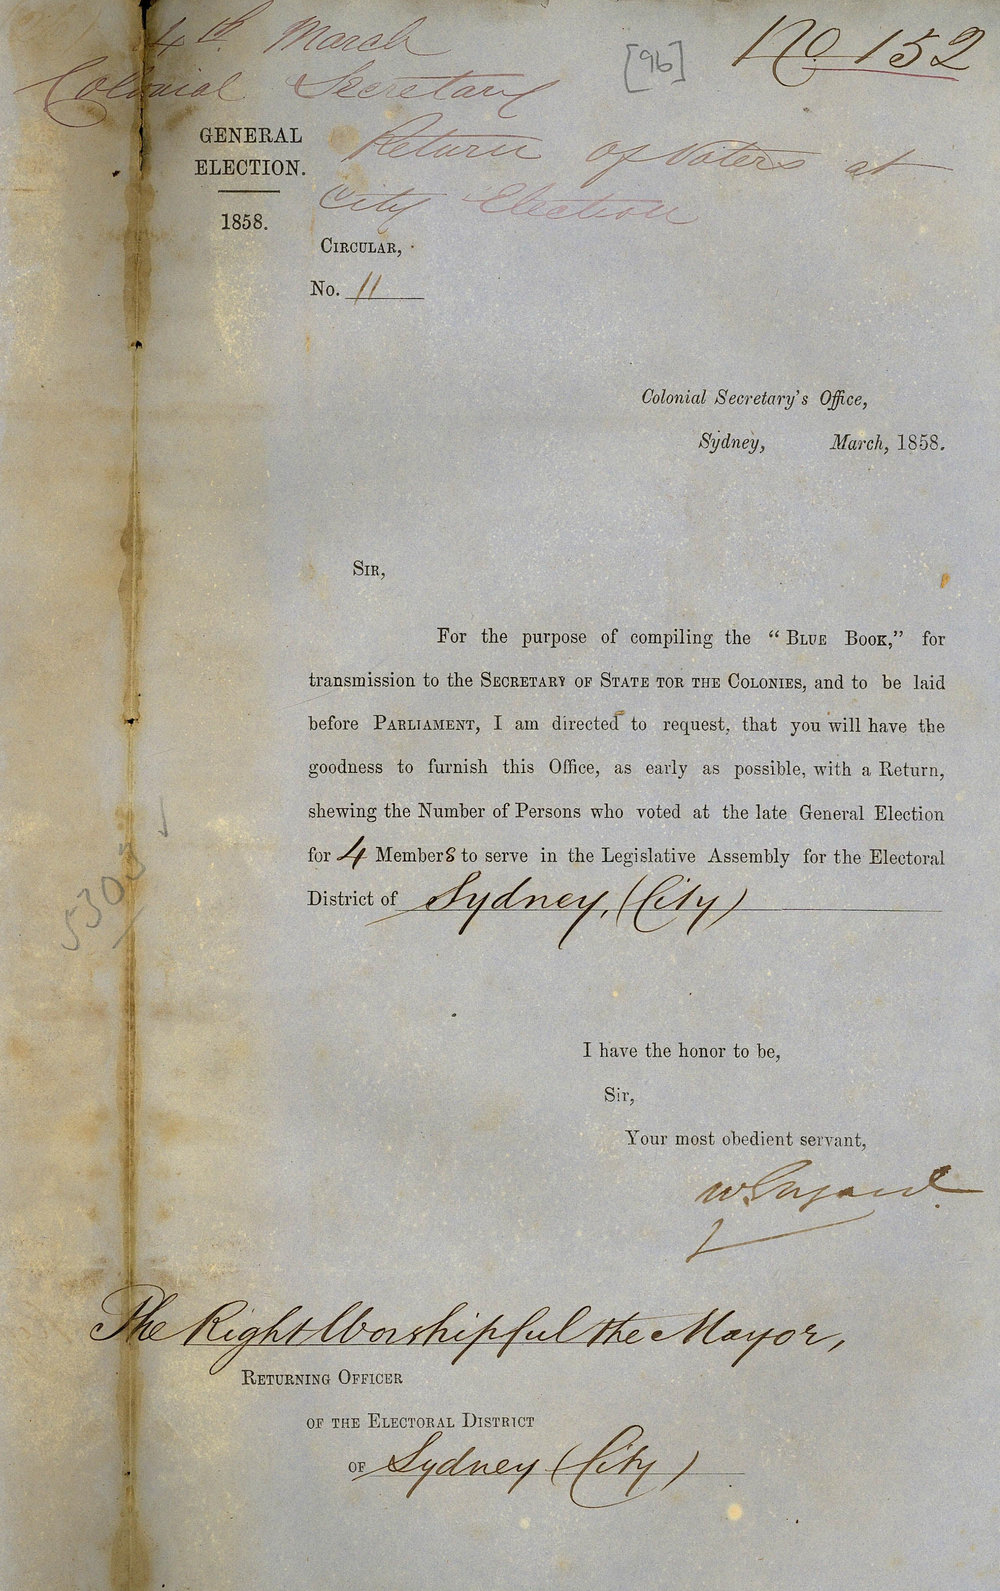 4th March
[96]
No. 152
Colonial Secretary
GENERAL
ELECTION.
1858.
Return of Voters at
City Election
CIRCULAR,
No. 11
Colonial Secretary's Office,
Sydney, March, 1858.
SIR,
For the purpose of compiling the "BLUE BOOK," for
transmission to the SECRETARY OF STATE TOR THE COLONIES, and to be laid
before PARLIAMENT, I am directed to request, that you will have the
goodness to furnish this Office, as early as possible, with a Return,
shewing the Number of Persons who voted at the late General Election
for 4 Members to serve in the Legislative Assembly for the Electoral
District of Sydney, (City)
5303
I have the honor to be,
Sir,
Your most obedient servant,
The Right Worshipful the Mayor,
RETURNING OFFICER
OF THE ELECTORAL DISTRICT
OF Sydney (City)